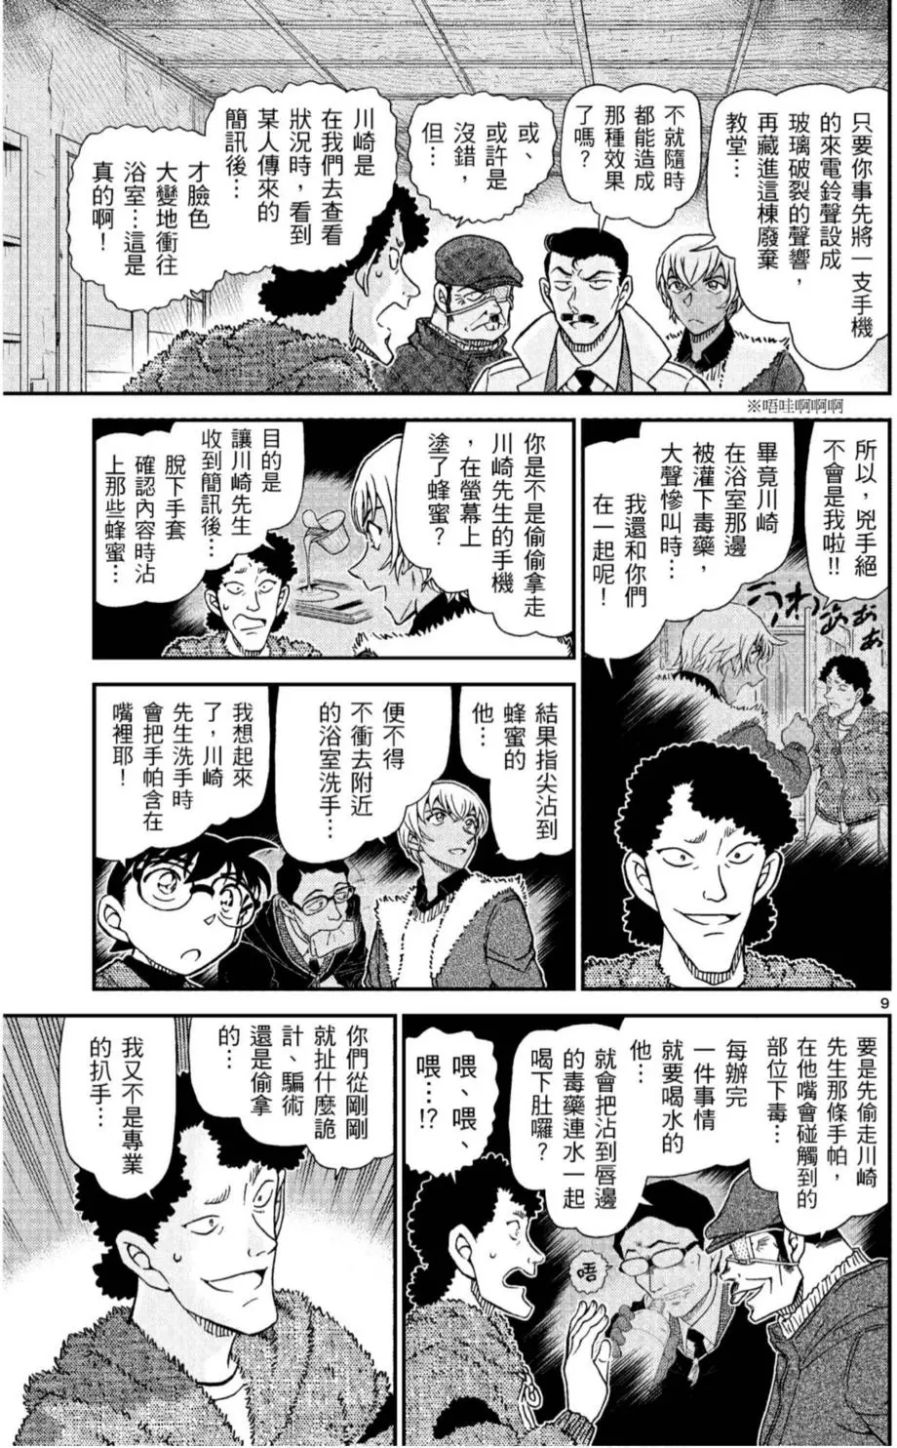 只要你事先將一支手機
的來電鈴聲設成
玻璃破裂的聲響，
再藏進這棟廢棄
教堂…
不就隨時
都能造成
那種效果
了嗎？
或、
或許是
沒錯，
但…
川崎是
在我們去查看
狀況時，看到
某人傳來的
簡訊後…
才臉色
大變地衝往
浴室…這是
真的啊！
※唔哇啊啊啊
所以，兇手絕
不會是我啦!!
畢竟川崎
在浴室那邊
被灌下毒藥，
大聲慘叫時…
我還和你們
在一起呢！
うわあぁぁ
你是不是偷偷拿走
川崎先生的手機
，在螢幕上
塗了蜂蜜？
目的是
讓川崎先生
收到簡訊後…
脫下手套
確認內容時沾
上那些蜂蜜…
結果指尖沾到
蜂蜜的
他…
便不得
不衝去附近
的浴室洗手…
我想起來
了，川崎
先生洗手時
會把手帕含在
嘴裡耶！
9
要是先偷走川崎
先生那條手帕，
在他嘴會碰觸到的
部位下毒…
每辦完
一件事情
就要喝水的
他…
就會把沾到唇邊
的毒藥連水一起
喝下肚囉？
唔
喂、喂、
喂…!?
你們從剛剛
就扯什麼詭
計、騙術
還是偷拿
的…
我又不是專業
的扒手…